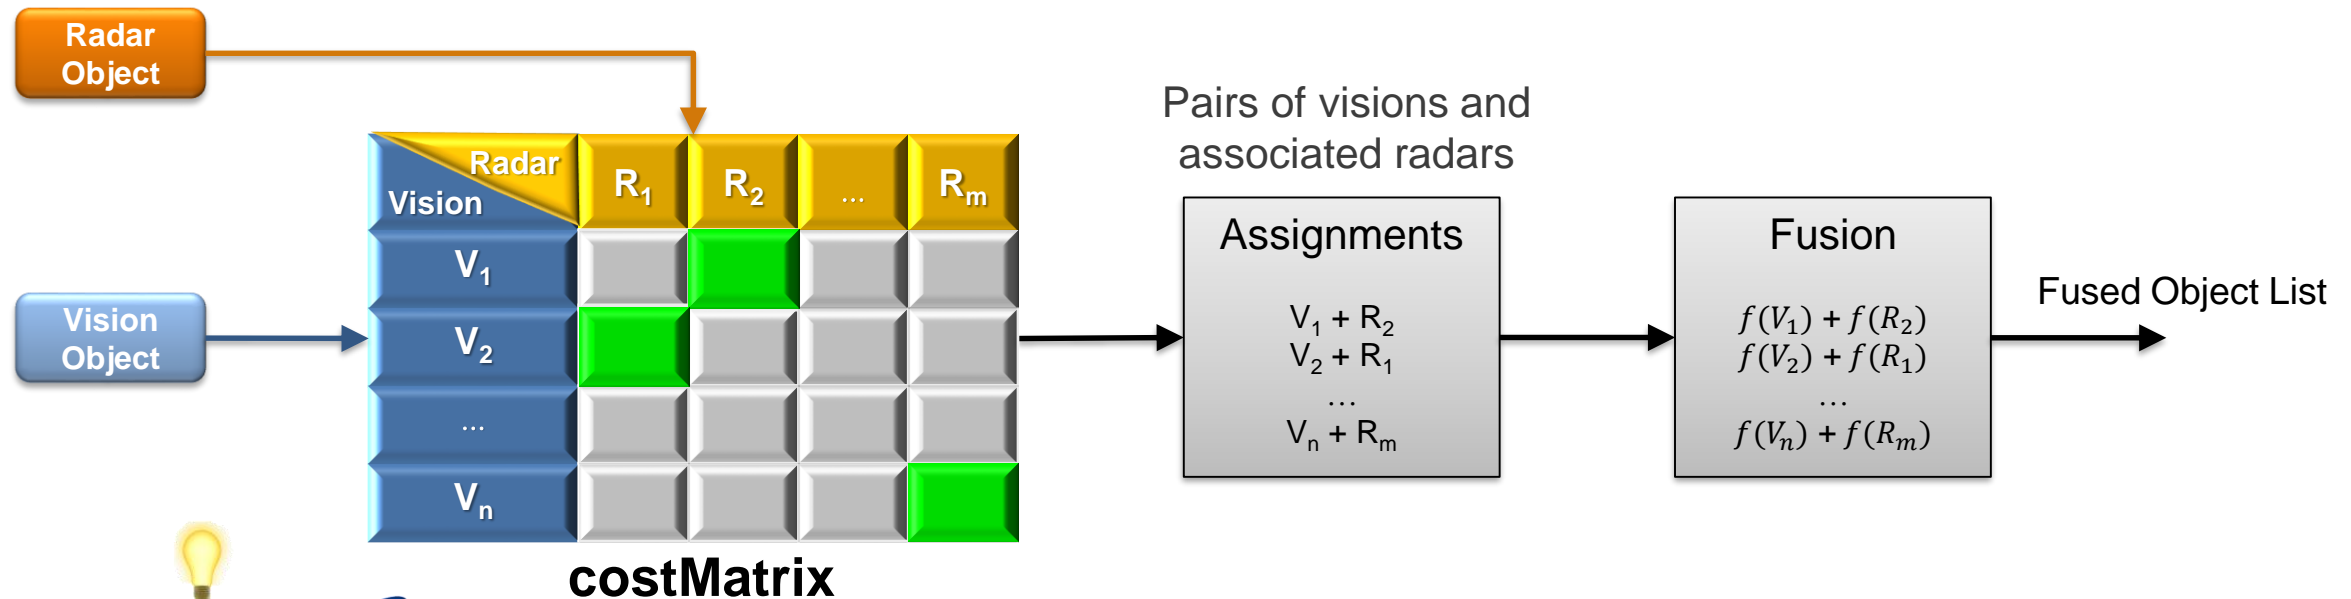 Radar
Object
Pairs of visions and
associated radars
Radar
Vision
R1 R2 ... Rm
V1
V2
...
Vn
costMatrix
Vision
Object
Assignments
V1 + R2
V2 + R1
...
Vn + Rm
Fusion
f(V1) + f(R2)
f(V2) + f(R1)
...
f(Vn) + f(Rm)
Fused Object List